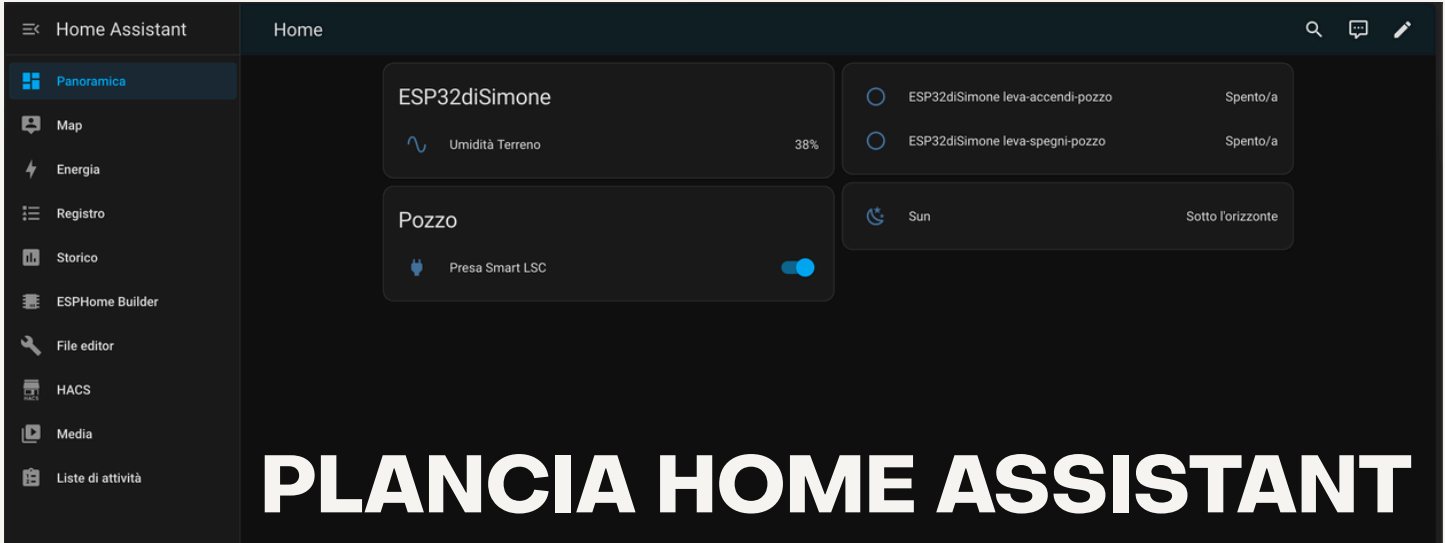 Home Assistant
Home
Panoramica
Map
Energia
Registro
Storico
ESPHome Builder
File editor
HACS
HACS
Media
Liste di attività
ESP32diSimone
Umidità Terreno 38%
Pozzo
Presa Smart LSC
ESP32diSimone leva-accendi-pozzo Spento/a
ESP32diSimone leva-spegni-pozzo Spento/a
Sun Sotto l'orizzonte
PLANCIA HOME ASSISTANT